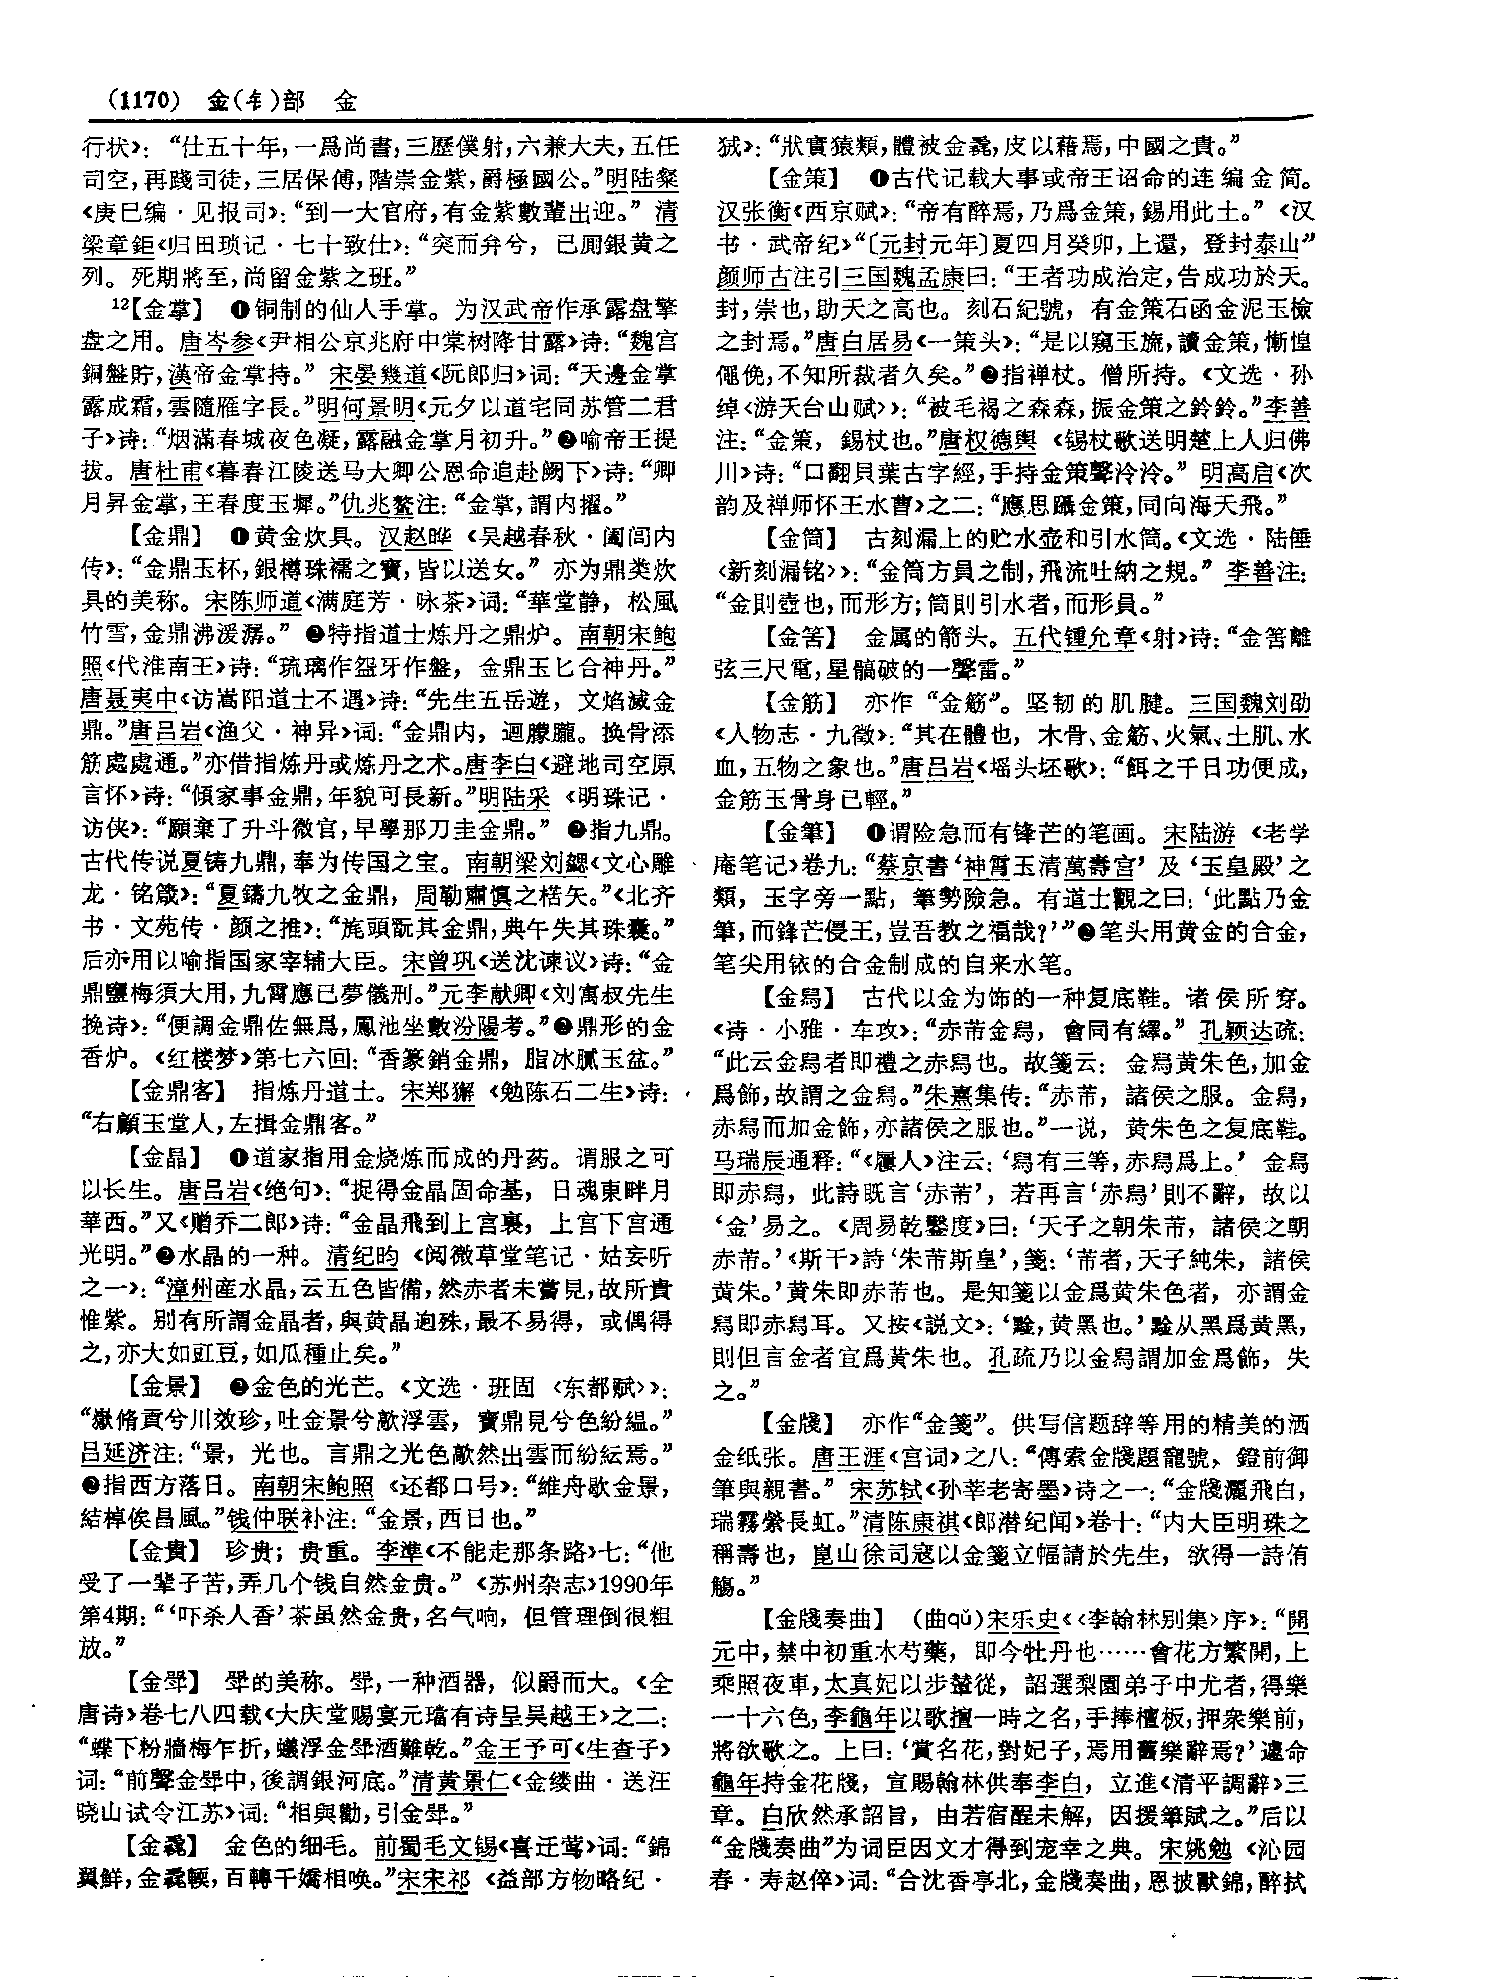 (1170) 金(钅)部 金
行状》：“仕五十年，一爲尚書，三歷僕射，六兼大夫，五任
司空，再踐司徒，三居保傅，階崇金紫，爵極國公。”明陆粲
《庚巳编·见报司》：“到一大官府，有金紫數輩出迎。”清
梁章鉅《归田琐记·七十致仕》：“突而弁兮，已厠銀黄之
列。死期將至，尚留金紫之班。”
12【金掌】 ❶铜制的仙人手掌。为汉武帝作承露盘擎
盘之用。唐岑参《尹相公京兆府中棠树降甘露》诗：“魏宫
銅盤貯，漢帝金掌持。”宋晏幾道《阮郎归》词：“天邊金掌
露成霜，雲隨雁字長。”明何景明《元夕以道宅同苏管二君
子》诗：“烟滿春城夜色凝，露融金掌月初升。”❷喻帝王提
拔。唐杜甫《暮春江陵送马大卿公恩命追赴阙下》诗：“卿
月昇金掌，王春度玉墀。”仇兆鳌注：“金掌，謂内擢。”
【金鼎】 ❶黄金炊具。汉赵晔《吴越春秋·阖闾内
传》：“金鼎玉杯，銀樽珠襦之寶，皆以送女。”亦为鼎类炊
具的美称。宋陈师道《满庭芳·咏茶》词：“華堂静，松風
竹雪，金鼎沸湲潺。”❷特指道士炼丹之鼎炉。南朝宋鲍
照《代淮南王》诗：“琉璃作盌牙作盤，金鼎玉匕合神丹。”
唐聂夷中《访嵩阳道士不遇》诗：“先生五岳遊，文焰滅金
鼎。”唐吕岩《渔父·神异》词：“金鼎内，迴朦朧。换骨添
筋處處通。”亦借指炼丹或炼丹之术。唐李白《避地司空原
言怀》诗：“傾家事金鼎，年貌可長新。”明陆采《明珠记·
访侠》：“願棄了升斗微官，早學那刀圭金鼎。”❸指九鼎。
古代传说夏铸九鼎，奉为传国之宝。南朝梁刘勰《文心雕
龙·铭箴》：“夏鑄九牧之金鼎，周勒肅慎之楛矢。”《北齐
书·文苑传·颜之推》：“旄頭翫其金鼎，典午失其珠囊。”
后亦用以喻指国家宰辅大臣。宋曾巩《送沈谏议》诗：“金
鼎鹽梅須大用，九霄應已夢儀刑。”元李献卿《刘寓叔先生
挽诗》：“便調金鼎佐無爲，鳳池坐數汾陽考。”❹鼎形的金
香炉。《红楼梦》第七六回：“香篆銷金鼎，脂冰膩玉盆。”
【金鼎客】 指炼丹道士。宋郑獬《勉陈石二生》诗：
“右顧玉堂人，左揖金鼎客。”
【金晶】 ❶道家指用金烧炼而成的丹药。谓服之可
以长生。唐吕岩《绝句》：“捉得金晶固命基，日魂東畔月
華西。”又《赠乔二郎》诗：“金晶飛到上宫裏，上宫下宫通
光明。”❷水晶的一种。清纪昀《阅微草堂笔记·姑妄听
之一》：“漳州産水晶，云五色皆備，然赤者未嘗見，故所貴
惟紫。别有所謂金晶者，與黄晶迥殊，最不易得，或偶得
之，亦大如豇豆，如瓜種止矣。”
【金景】 ❷金色的光芒。《文选·班固〈东都赋〉》：
“嶽脩貢兮川效珍，吐金景兮歊浮雲，寶鼎見兮色紛緼。”
吕延济注：“景，光也。言鼎之光色歊然出雲而紛紜焉。”
❷指西方落日。南朝宋鲍照《还都口号》：“維舟歇金景，
結棹俟昌風。”钱仲联补注：“金景，西日也。”
【金貴】 珍贵；贵重。李準《不能走那条路》七：“他
受了一辈子苦，弄几个钱自然金贵。”《苏州杂志》1990年
第4期：“‘吓杀人香’茶虽然金贵，名气响，但管理倒很粗
放。”
【金斝】 斝的美称。斝，一种酒器，似爵而大。《全
唐诗》卷七八四载《大庆堂赐宴元璫有诗呈吴越王》之二：
“蝶下粉牆梅乍折，蟻浮金斝酒難乾。”金王予可《生查子》
词：“前聲金斝中，後調銀河底。”清黄景仁《金缕曲·送汪
晓山试令江苏》词：“相與勸，引金斝。”
【金毳】 金色的细毛。前蜀毛文锡《喜迁莺》词：“錦
翼鮮，金毳輭，百囀千嬌相唤。”宋宋祁《益部方物略纪·
狨》：“狀實猿類，體被金毳，皮以藉焉，中國之貴。”
【金策】 ❶古代记载大事或帝王诏命的连编金简。
汉张衡《西京赋》：“帝有醉焉，乃爲金策，錫用此土。”《汉
书·武帝纪》“〔元封元年〕夏四月癸卯，上還，登封泰山”
颜师古注引三国魏孟康曰：“王者功成治定，告成功於天。
封，崇也，助天之高也。刻石紀號，有金策石函金泥玉檢
之封焉。”唐白居易《一策头》：“是以窺玉旒，讀金策，慚惶
僶俛，不知所裁者久矣。”❷指禅杖。僧所持。《文选·孙
绰〈游天台山赋〉》：“被毛褐之森森，振金策之鈴鈴。”李善
注：“金策，錫杖也。”唐权德舆《锡杖歌送明楚上人归佛
川》诗：“口翻貝葉古字經，手持金策聲泠泠。”明高启《次
韵及禅师怀王水曹》之二：“應思躡金策，同向海天飛。”
【金筒】 古刻漏上的贮水壶和引水筒。《文选·陆倕
〈新刻漏铭〉》：“金筒方員之制，飛流吐納之規。”李善注：
“金則壺也，而形方；筒則引水者，而形員。”
【金筈】 金属的箭头。五代锺允章《射》诗：“金筈離
弦三尺電，星髇破的一聲雷。”
【金筋】 亦作“金觔”。坚韧的肌腱。三国魏刘劭
《人物志·九徵》：“其在體也，木骨、金筋、火氣、土肌、水
血，五物之象也。”唐吕岩《瑶头坯歌》：“餌之千日功便成，
金筋玉骨身已輕。”
【金筆】 ❶谓险急而有锋芒的笔画。宋陆游《老学
庵笔记》卷九：“蔡京書‘神霄玉清萬壽宫’及‘玉皇殿’之
類，玉字旁一點，筆勢險急。有道士觀之曰：‘此點乃金
筆，而鋒芒侵王，豈吾教之福哉？’”❷笔头用黄金的合金，
笔尖用铱的合金制成的自来水笔。
【金舄】 古代以金为饰的一种复底鞋。诸侯所穿。
《诗·小雅·车攻》：“赤芾金舄，會同有繹。”孔颖达疏：
“此云金舄者即禮之赤舄也。故箋云：金舄黄朱色，加金
爲飾，故謂之金舄。”朱熹集传：“赤芾，諸侯之服。金舄，
赤舄而加金飾，亦諸侯之服也。”一说，黄朱色之复底鞋。
马瑞辰通释：“《屨人》注云：‘舄有三等，赤舄爲上。’金舄
即赤舄，此詩既言‘赤芾’，若再言‘赤舄’則不辭，故以
‘金’易之。《周易乾鑿度》曰：‘天子之朝朱芾，諸侯之朝
赤芾。’《斯干》詩‘朱芾斯皇’，箋：‘芾者，天子純朱，諸侯
黄朱。’黄朱即赤芾也。是知箋以金爲黄朱色者，亦謂金
舄即赤舄耳。又按《説文》：‘黅，黄黑也。’黅从黑爲黄黑，
則但言金者宜爲黄朱也。孔疏乃以金舄謂加金爲飾，失
之。”
【金牋】 亦作“金箋”。供写信题辞等用的精美的洒
金纸张。唐王涯《宫词》之八：“傳索金牋題寵號，鐙前御
筆與親書。”宋苏轼《孙莘老寄墨》诗之一：“金牋灑飛白，
瑞霧縈長虹。”清陈康祺《郎潜纪闻》卷十：“内大臣明珠之
稱壽也，崑山徐司寇以金箋立幅請於先生，欲得一詩侑
觴。”
【金牋奏曲】 （曲qǔ）宋乐史《〈李翰林别集〉序》：“開
元中，禁中初重木芍藥，即今牡丹也……會花方繁開，上
乘照夜車，太真妃以步輦從，詔選梨園弟子中尤者，得樂
一十六色，李龜年以歌擅一時之名，手捧檀板，押衆樂前，
將欲歌之。上曰：‘賞名花，對妃子，焉用舊樂辭焉？’遽命
龜年持金花牋，宣賜翰林供奉李白，立進《清平調辭》三
章。白欣然承詔旨，由若宿酲未解，因援筆賦之。”后以
“金牋奏曲”为词臣因文才得到宠幸之典。宋姚勉《沁园
春·寿赵倅》词：“合沈香亭北，金牋奏曲，恩披獸錦，醉拭